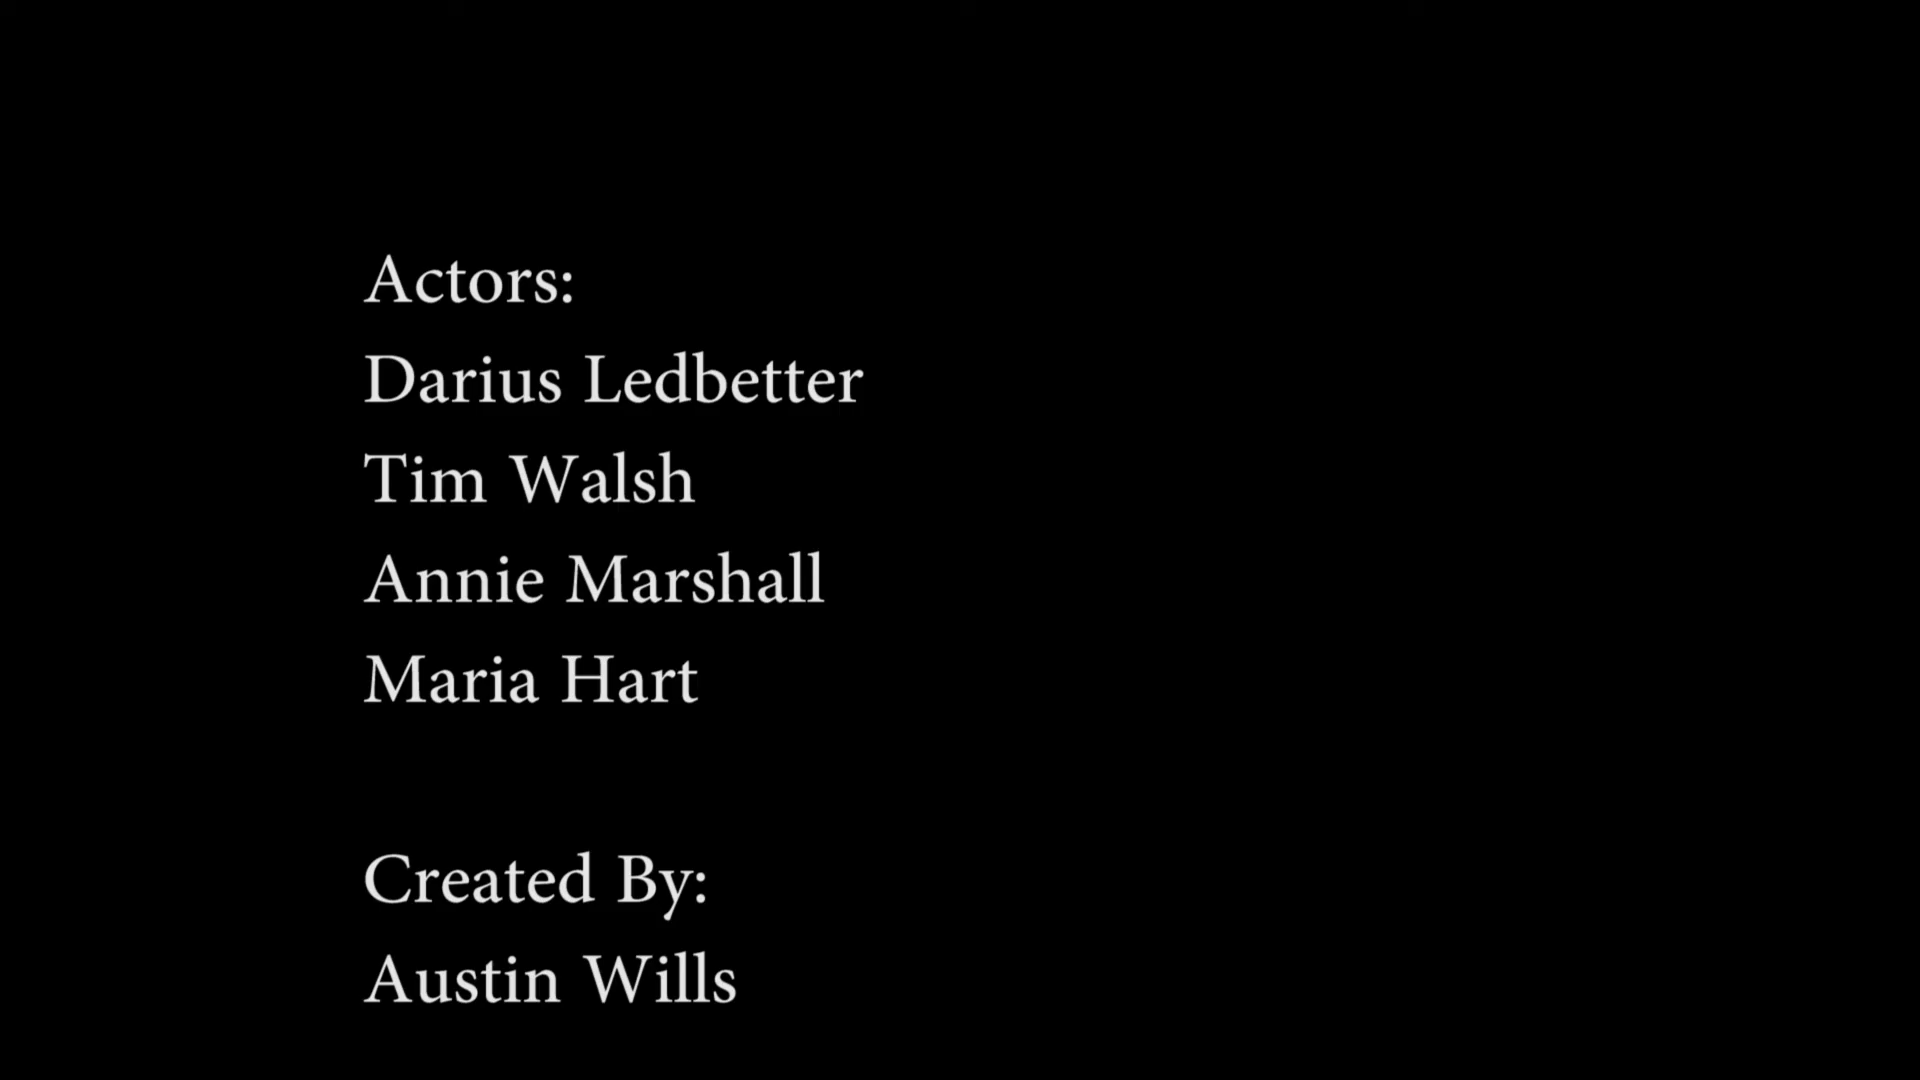 Actors:
Darius Ledbetter
Tim Walsh
Annie Marshall
Maria Hart
Created By:
Austin Wills